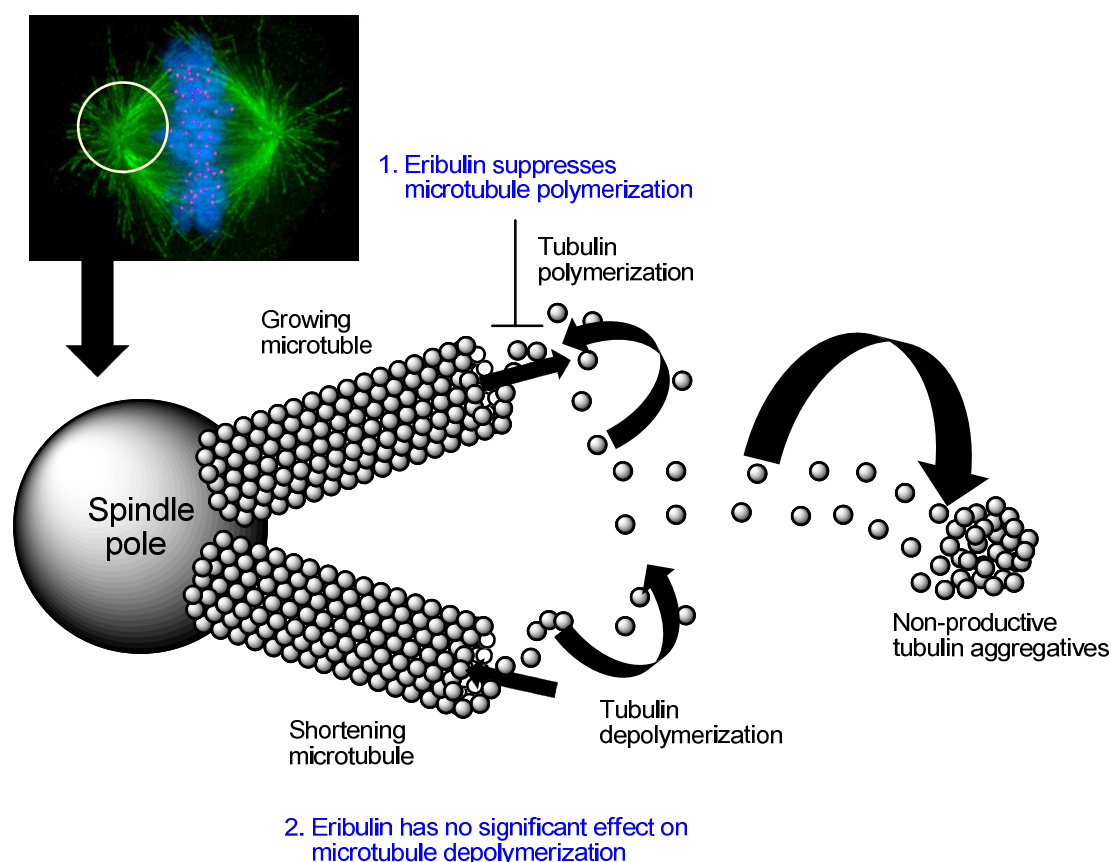 1. Eribulin suppresses
microtubule polymerization
Tubulin
polymerization
Growing
microtuble
Spindle
pole
Non-productive
tubulin aggregatives
Tubulin
depolymerization
Shortening
microtubule
2. Eribulin has no significant effect on
microtubule depolymerization